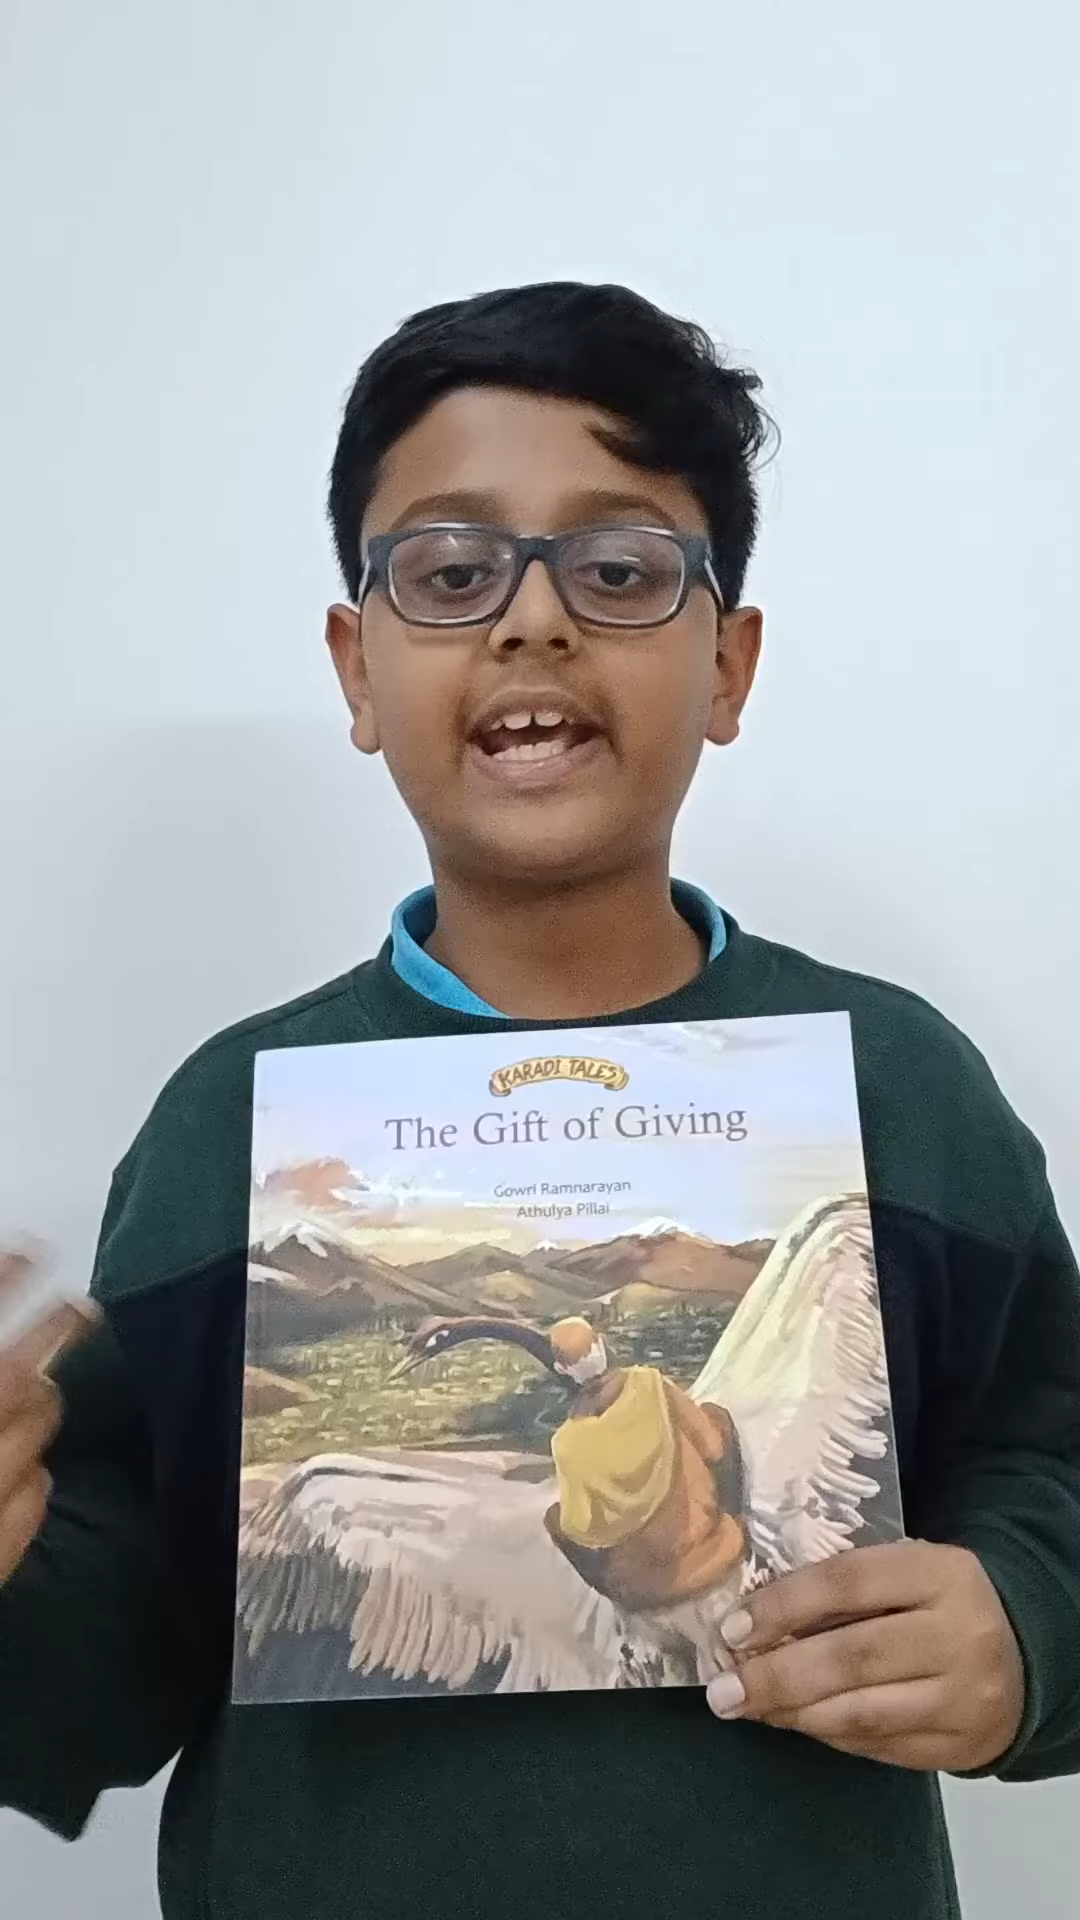 KARADI TALES
The Gift of Giving
Gowri Ramnarayan
Athulya Pillai